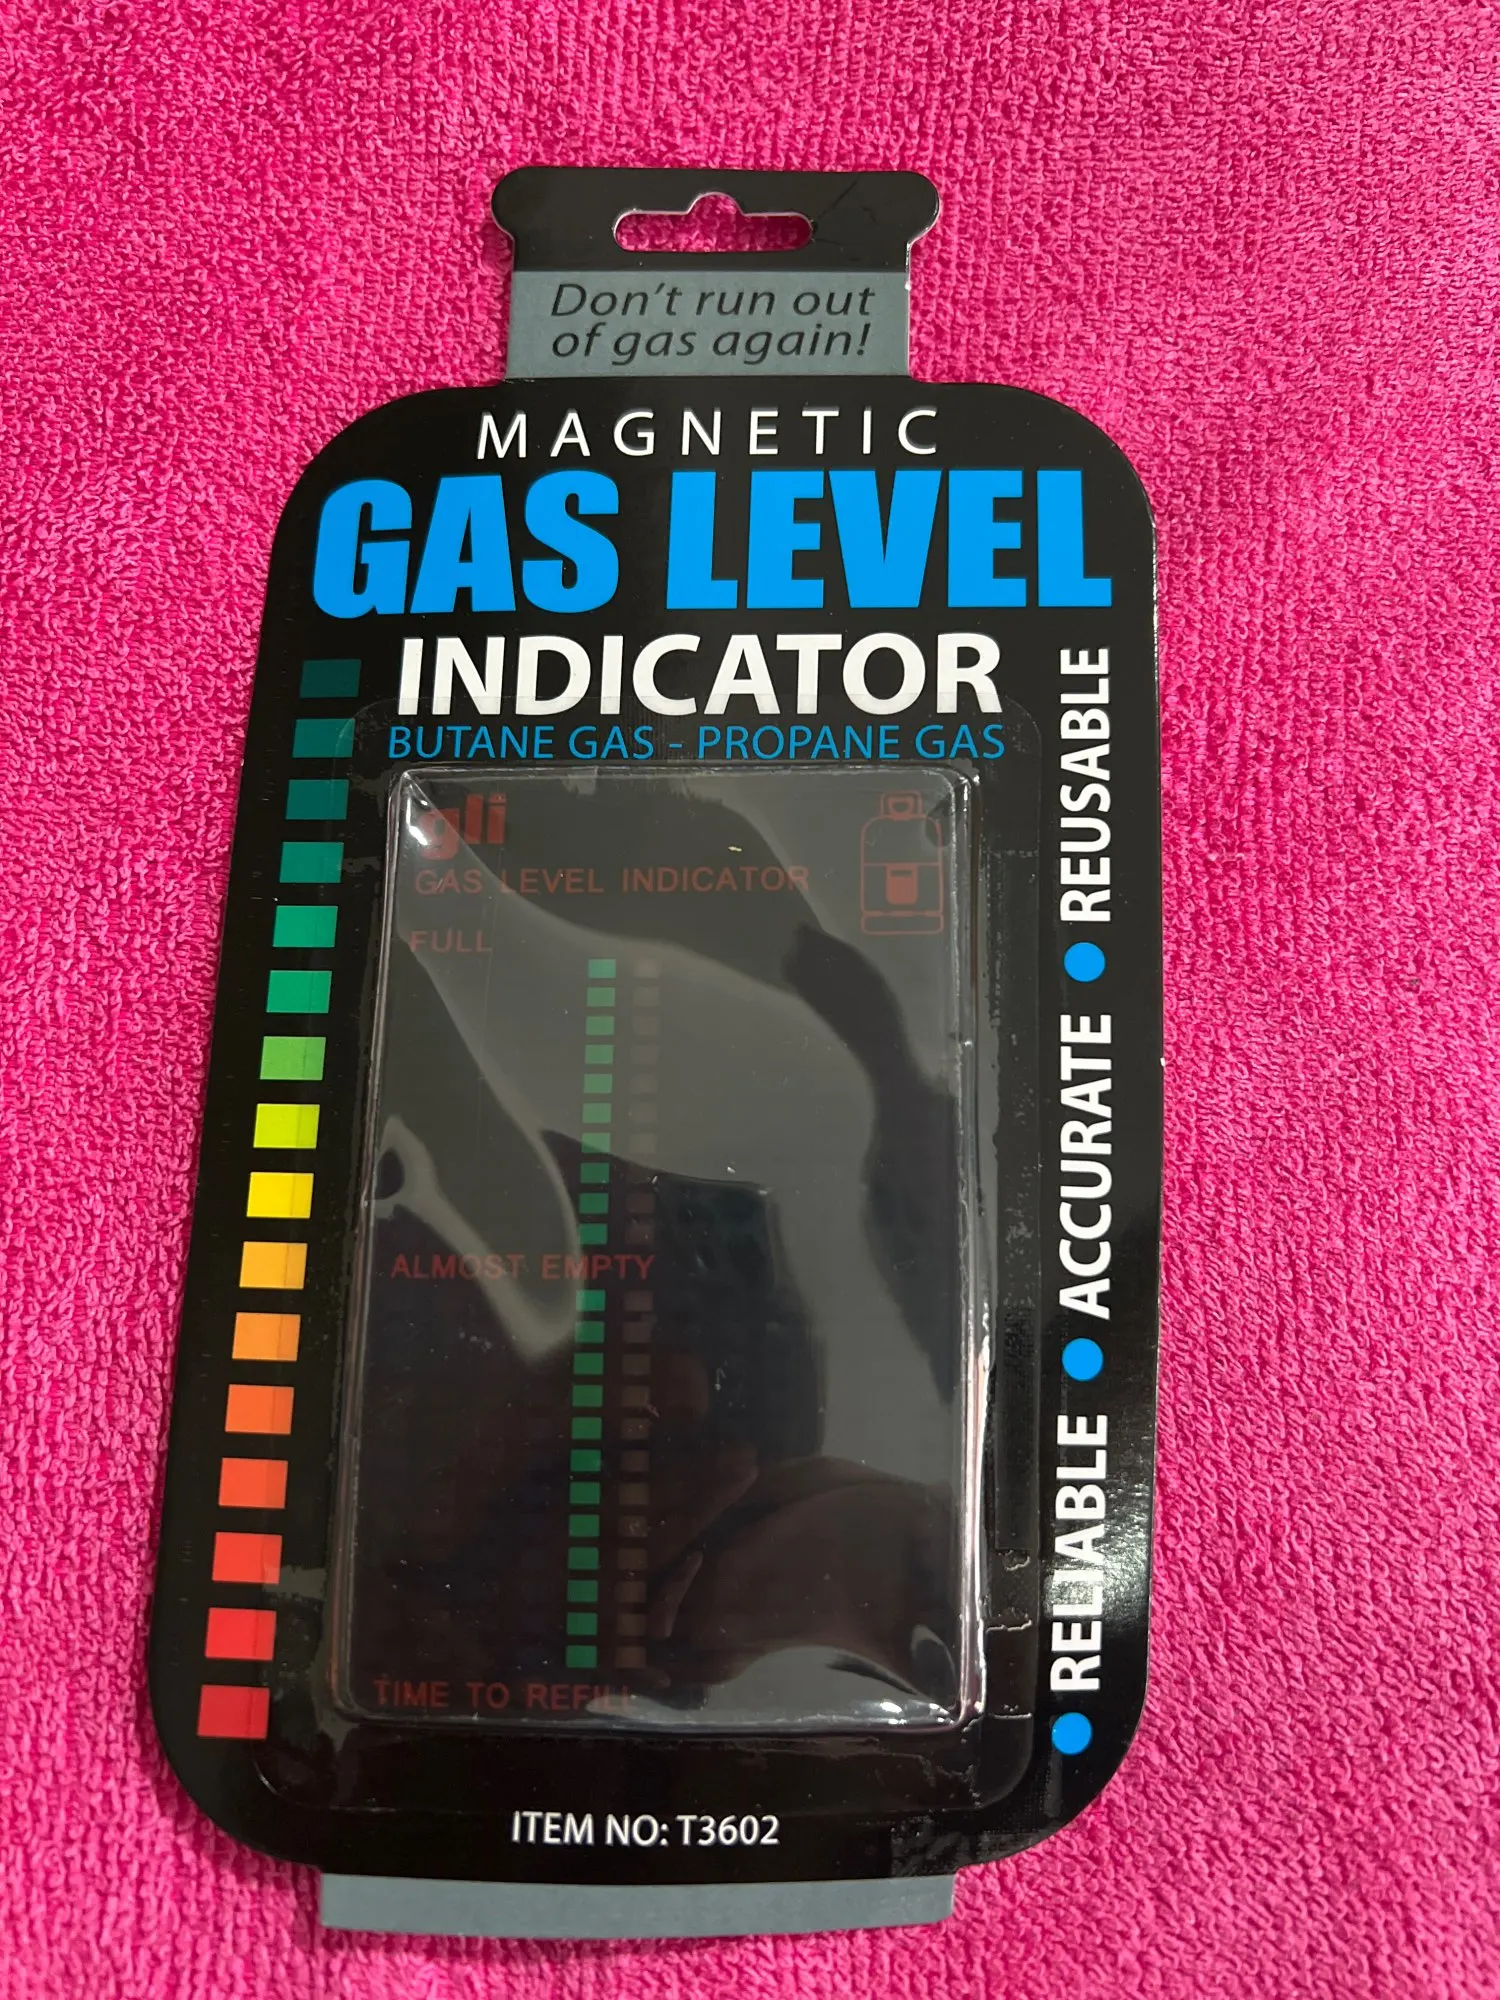 Don't run out
of gas again!
MAGNETIC
GAS LEVEL
INDICATOR
BUTANE GAS - PROPANE GAS
gli
GAS LEVEL INDICATOR
FULL
ALMOST EMPTY
TIME TO REFILL
ITEM NO: T3602
• RELIABLE • ACCURATE • REUSABLE